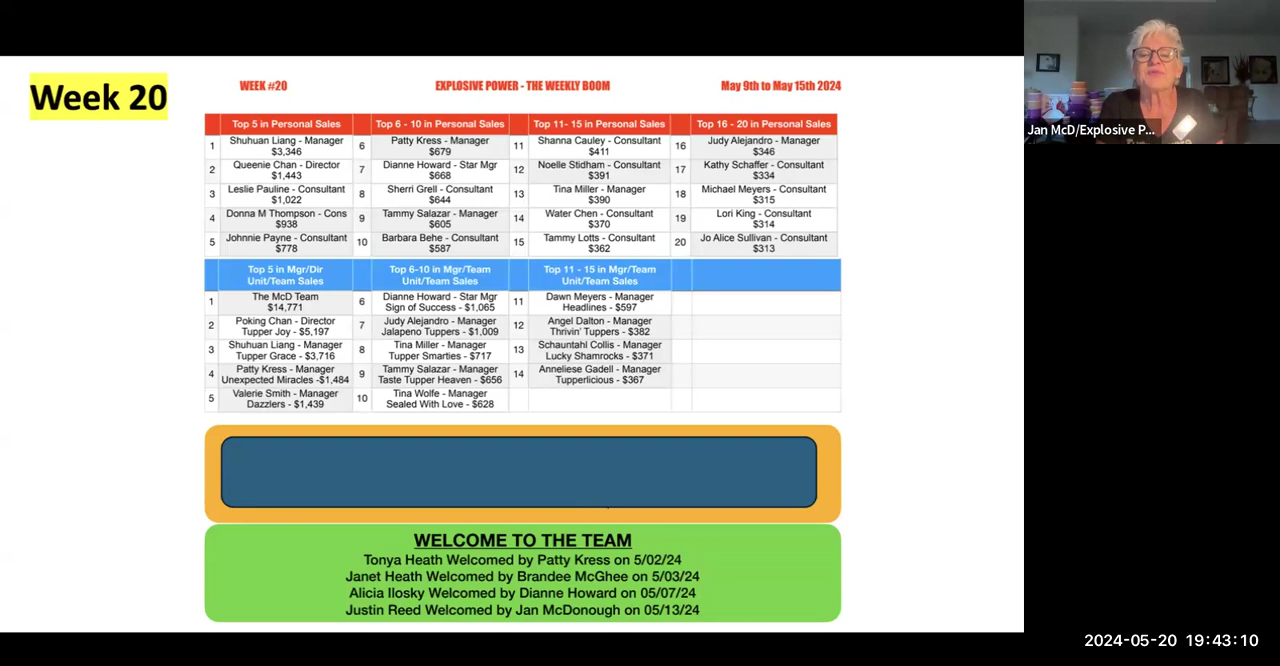 Week 20
WEEK #20 EXPLOSIVE POWER - THE WEEKLY BOOM May 9th to May 15th 2024
Top 5 in Personal Sales Top 6 - 10 in Personal Sales Top 11- 15 in Personal Sales Top 16 - 20 in Personal Sales
1 Shuhuan Liang - Manager 6 Patty Kress - Manager 11 Shanna Cauley - Consultant 16 Judy Alejandro - Manager
$3,346 $679 $411 $346
2 Queenie Chan - Director 7 Dianne Howard - Star Mgr 12 Noelle Stidham - Consultant 17 Kathy Schaffer - Consultant
$1,443 $668 $391 $334
3 Leslie Pauline - Consultant 8 Sherri Grell - Consultant 13 Tina Miller - Manager 18 Michael Meyers - Consultant
$1,022 $644 $390 $315
4 Donna M Thompson - Cons 9 Tammy Salazar - Manager 14 Water Chen - Consultant 19 Lori King - Consultant
$938 $605 $370 $314
5 Johnnie Payne - Consultant 10 Barbara Behe - Consultant 15 Tammy Lotts - Consultant 20 Jo Alice Sullivan - Consultant
$778 $587 $362 $313
Top 5 in Mgr/Dir Top 6-10 in Mgr/Team Top 11 - 15 in Mgr/Team
Unit/Team Sales Unit/Team Sales Unit/Team Sales
1 The McD Team 6 Dianne Howard - Star Mgr 11 Dawn Meyers - Manager
$14,771 Sign of Success - $1,065 Headlines - $597
2 Poking Chan - Director 7 Judy Alejandro - Manager 12 Angel Dalton - Manager
Tupper Joy - $5,197 Jalapeno Tuppers - $1,009 Thrivin' Tuppers - $382
3 Shuhuan Liang - Manager 8 Tina Miller - Manager 13 Schauntahl Collis - Manager
Tupper Grace - $3,716 Tupper Smarties - $717 Lucky Shamrocks - $371
4 Patty Kress - Manager 9 Tammy Salazar - Manager 14 Anneliese Gadell - Manager
Unexpected Miracles -$1,484 Taste Tupper Heaven - $656 Tupperlicious - $367
5 Valerie Smith - Manager 10 Tina Wolfe - Manager
Dazzlers - $1,439 Sealed With Love - $628
WELCOME TO THE TEAM
Tonya Heath Welcomed by Patty Kress on 5/02/24
Janet Heath Welcomed by Brandee McGhee on 5/03/24
Alicia Ilosky Welcomed by Dianne Howard on 05/07/24
Justin Reed Welcomed by Jan McDonough on 05/13/24
Jan McD/Explosive P...
2024-05-20 19:43:10